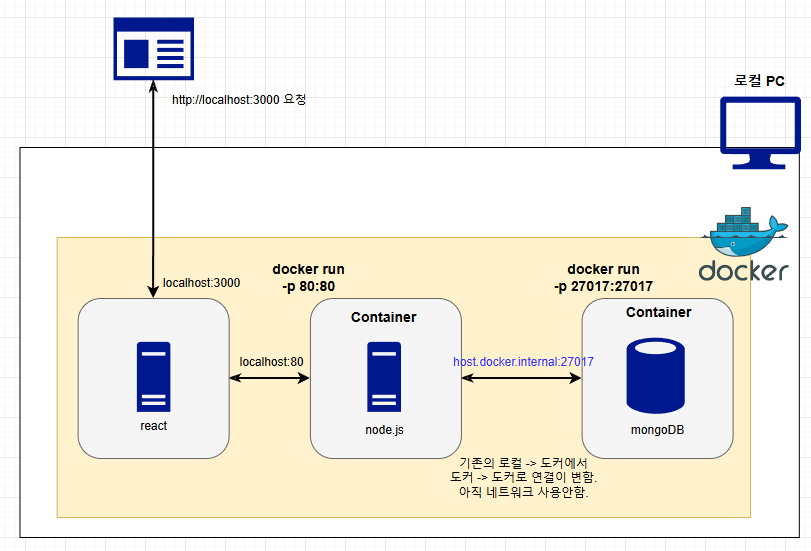 http://localhost:3000 요청
로컬 PC
docker
localhost:3000
docker run
-p 80:80
docker run
-p 27017:27017
Container
Container
localhost:80
host.docker.internal:27017
react
node.js
mongoDB
기존의 로컬 -> 도커에서
도커 -> 도커로 연결이 변함.
아직 네트워크 사용안함.